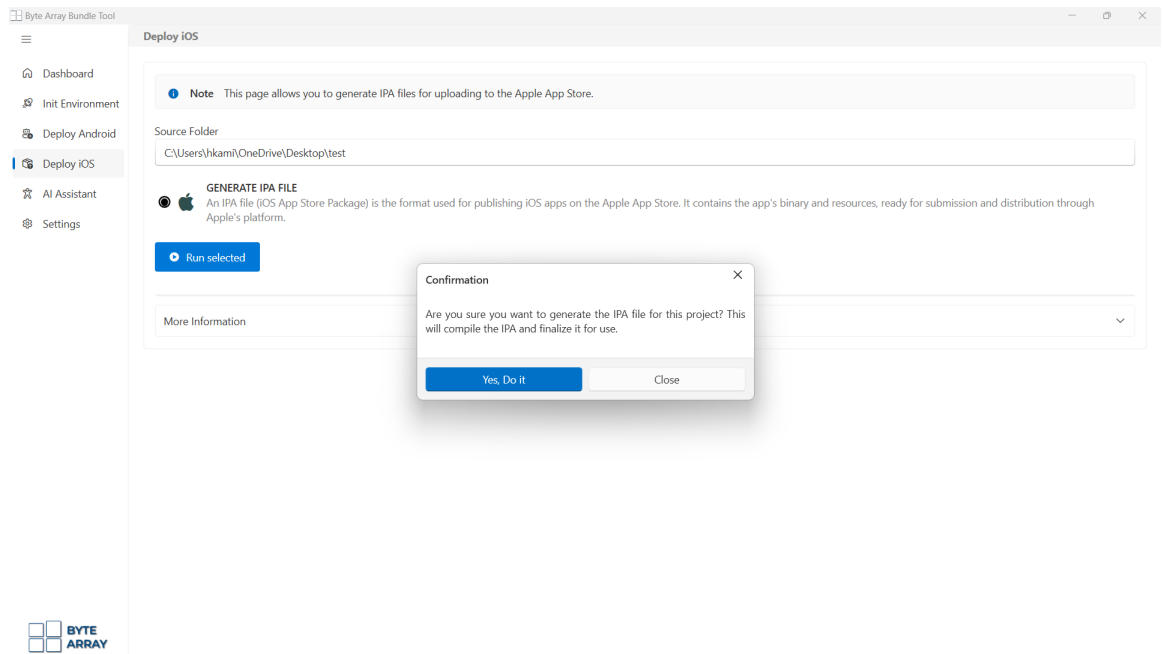 Byte Array Bundle Tool
Deploy iOS
Dashboard
Init Environment
Deploy Android
Deploy iOS
AI Assistant
Settings
Note This page allows you to generate IPA files for uploading to the Apple App Store.
Source Folder
C:\Users\hkami\OneDrive\Desktop\test
GENERATE IPA FILE
An IPA file (iOS App Store Package) is the format used for publishing iOS apps on the Apple App Store. It contains the app's binary and resources, ready for submission and distribution through
Apple's platform.
Run selected
More Information
Confirmation
Are you sure you want to generate the IPA file for this project? This
will compile the IPA and finalize it for use.
Yes, Do it
Close
BYTE
ARRAY